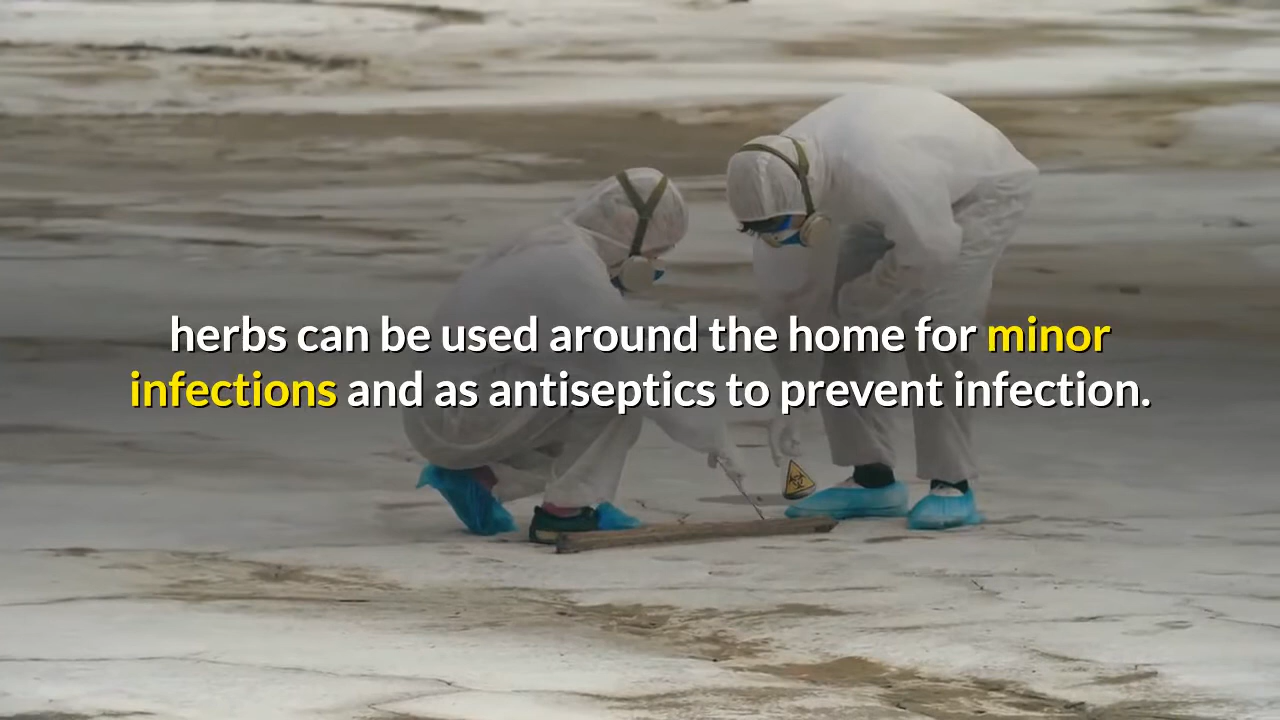 herbs can be used around the home for minor
infections and as antiseptics to prevent infection.